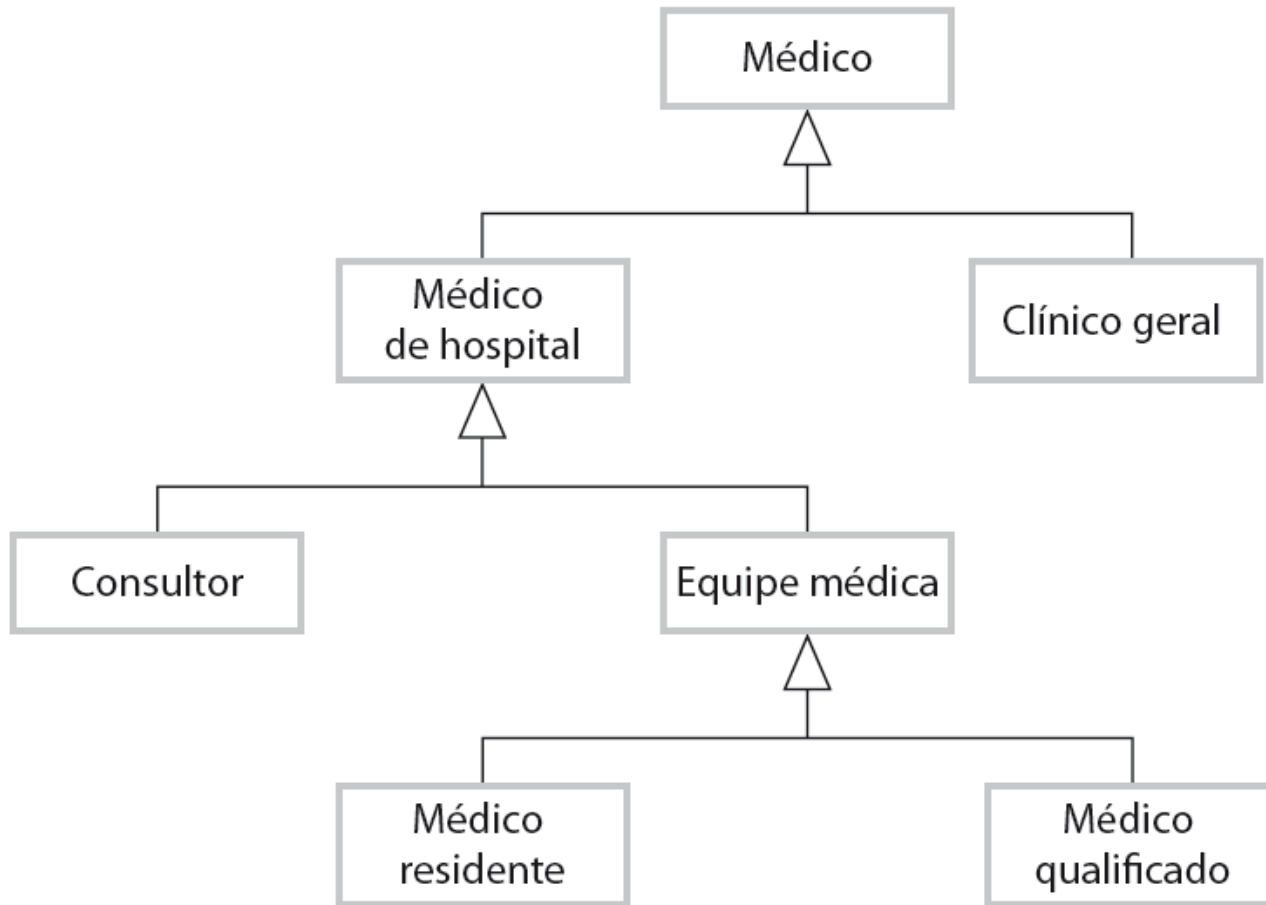 Médico
Médico
de hospital
Clínico geral
Consultor
Equipe médica
Médico
residente
Médico
qualificado